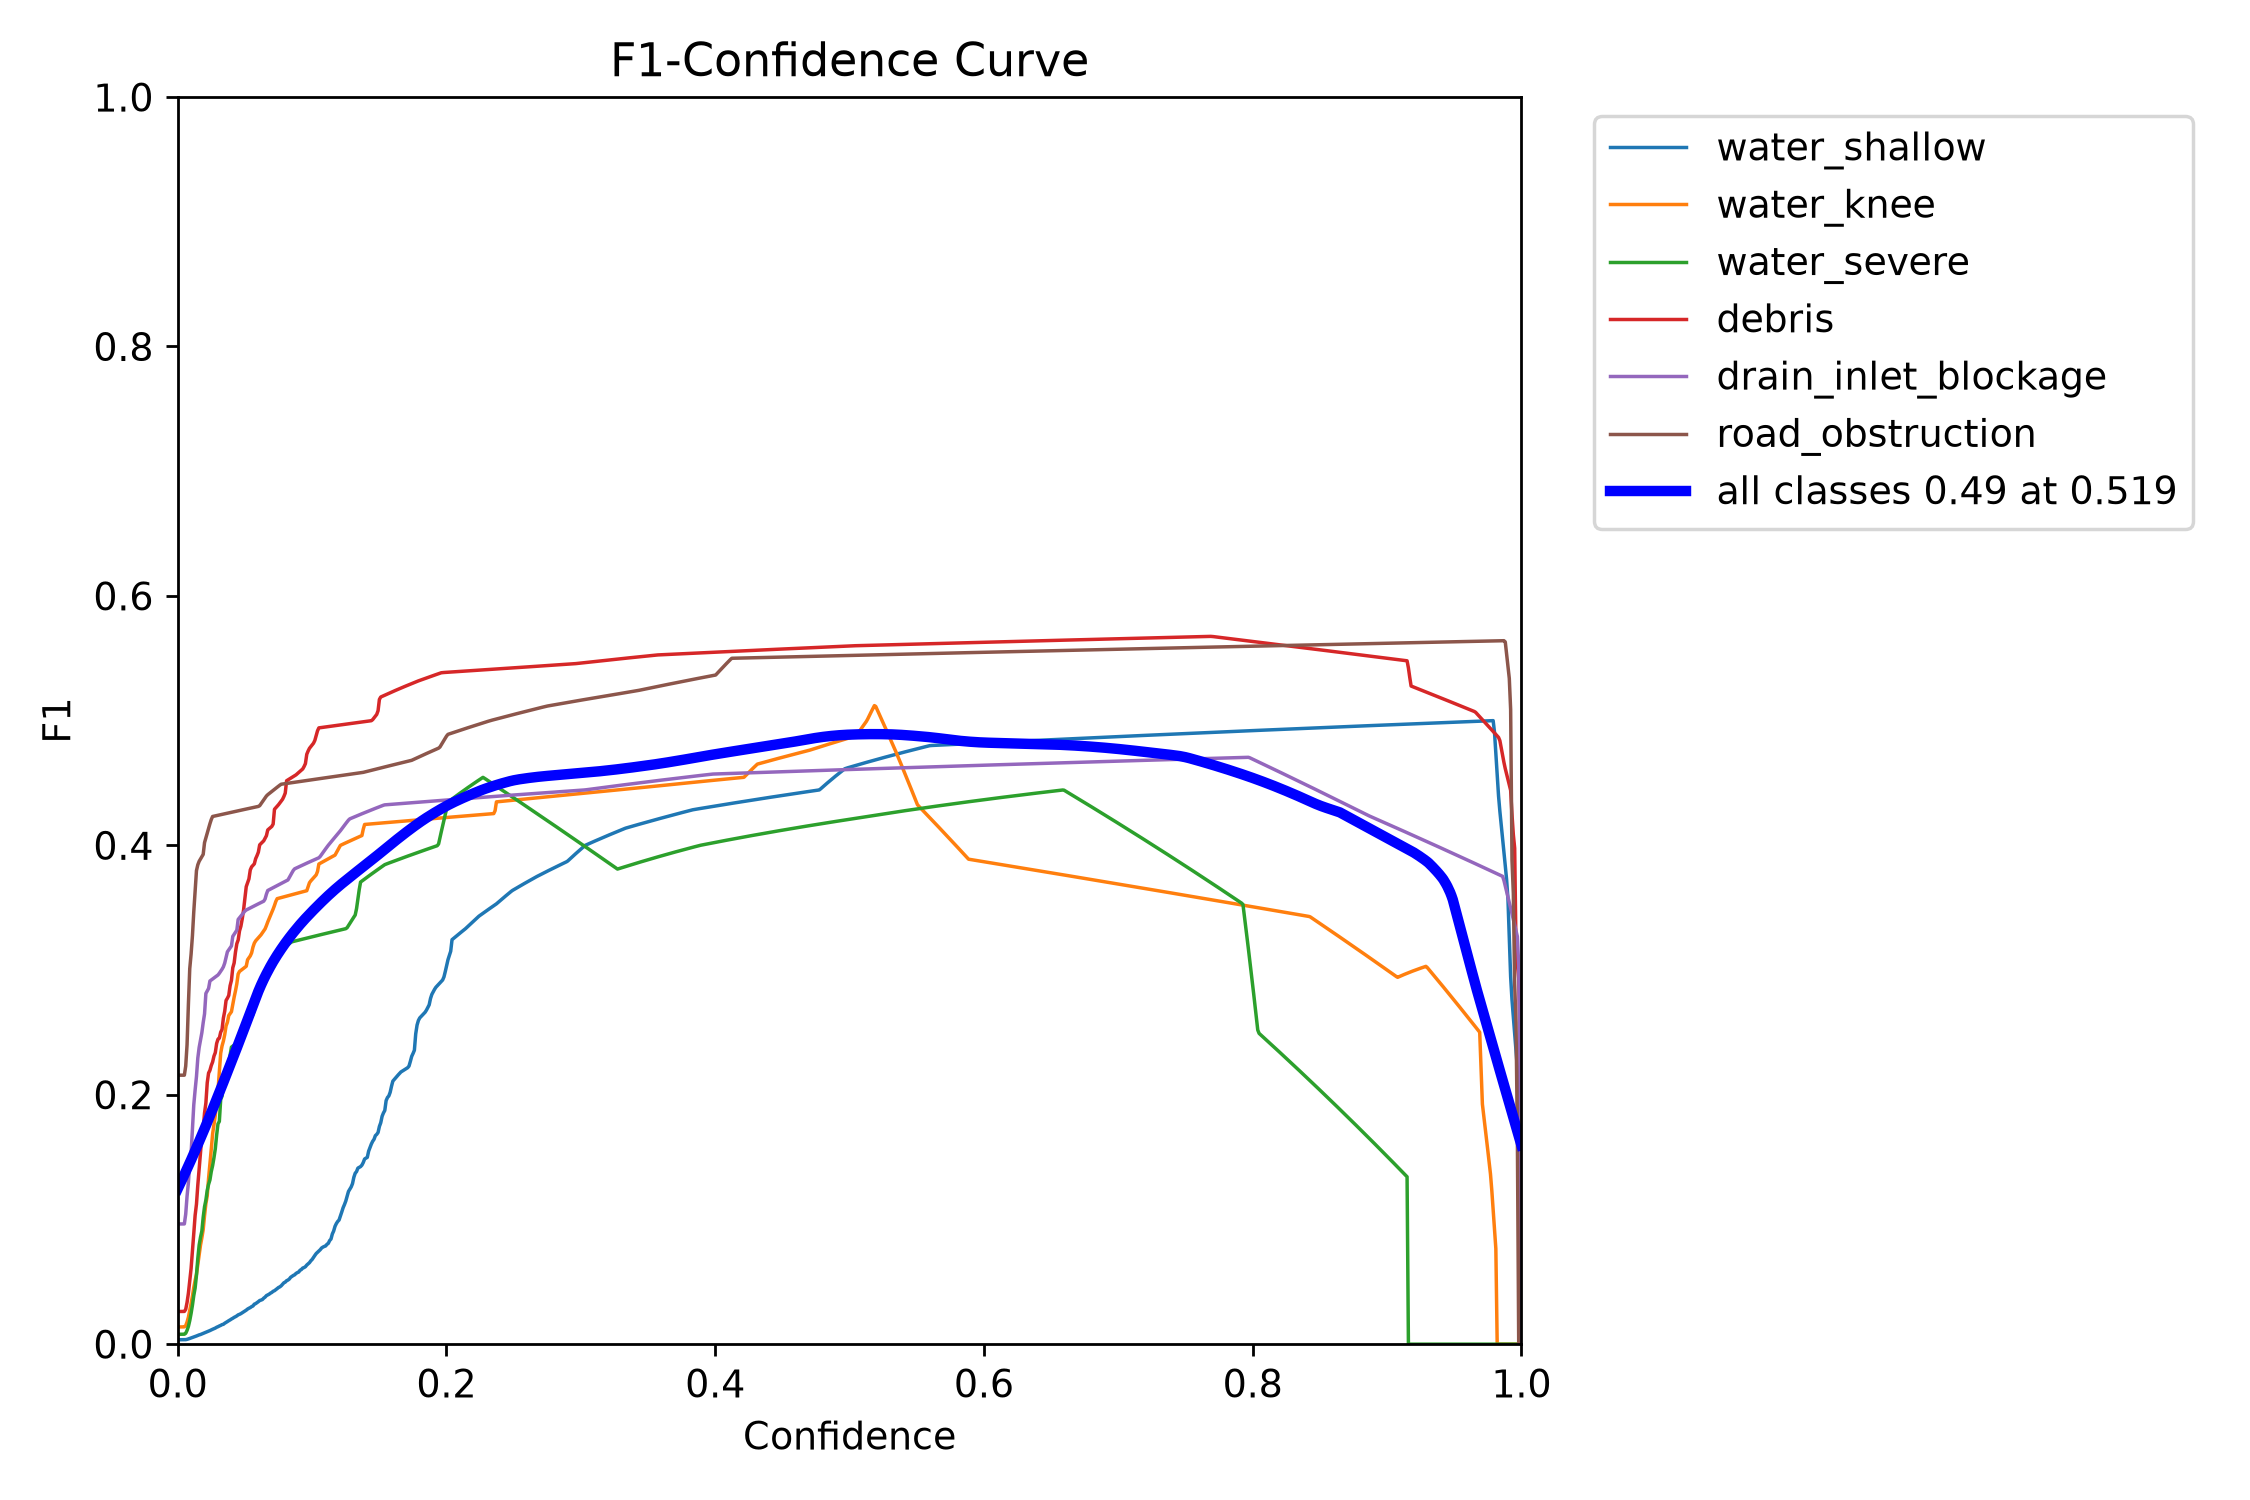 F1-Confidence Curve
1.0
0.8
0.6
0.4
0.2
0.0
F1
0.0 0.2 0.4 0.6 0.8 1.0
Confidence
water_shallow
water_knee
water_severe
debris
drain_inlet_blockage
road_obstruction
all classes 0.49 at 0.519